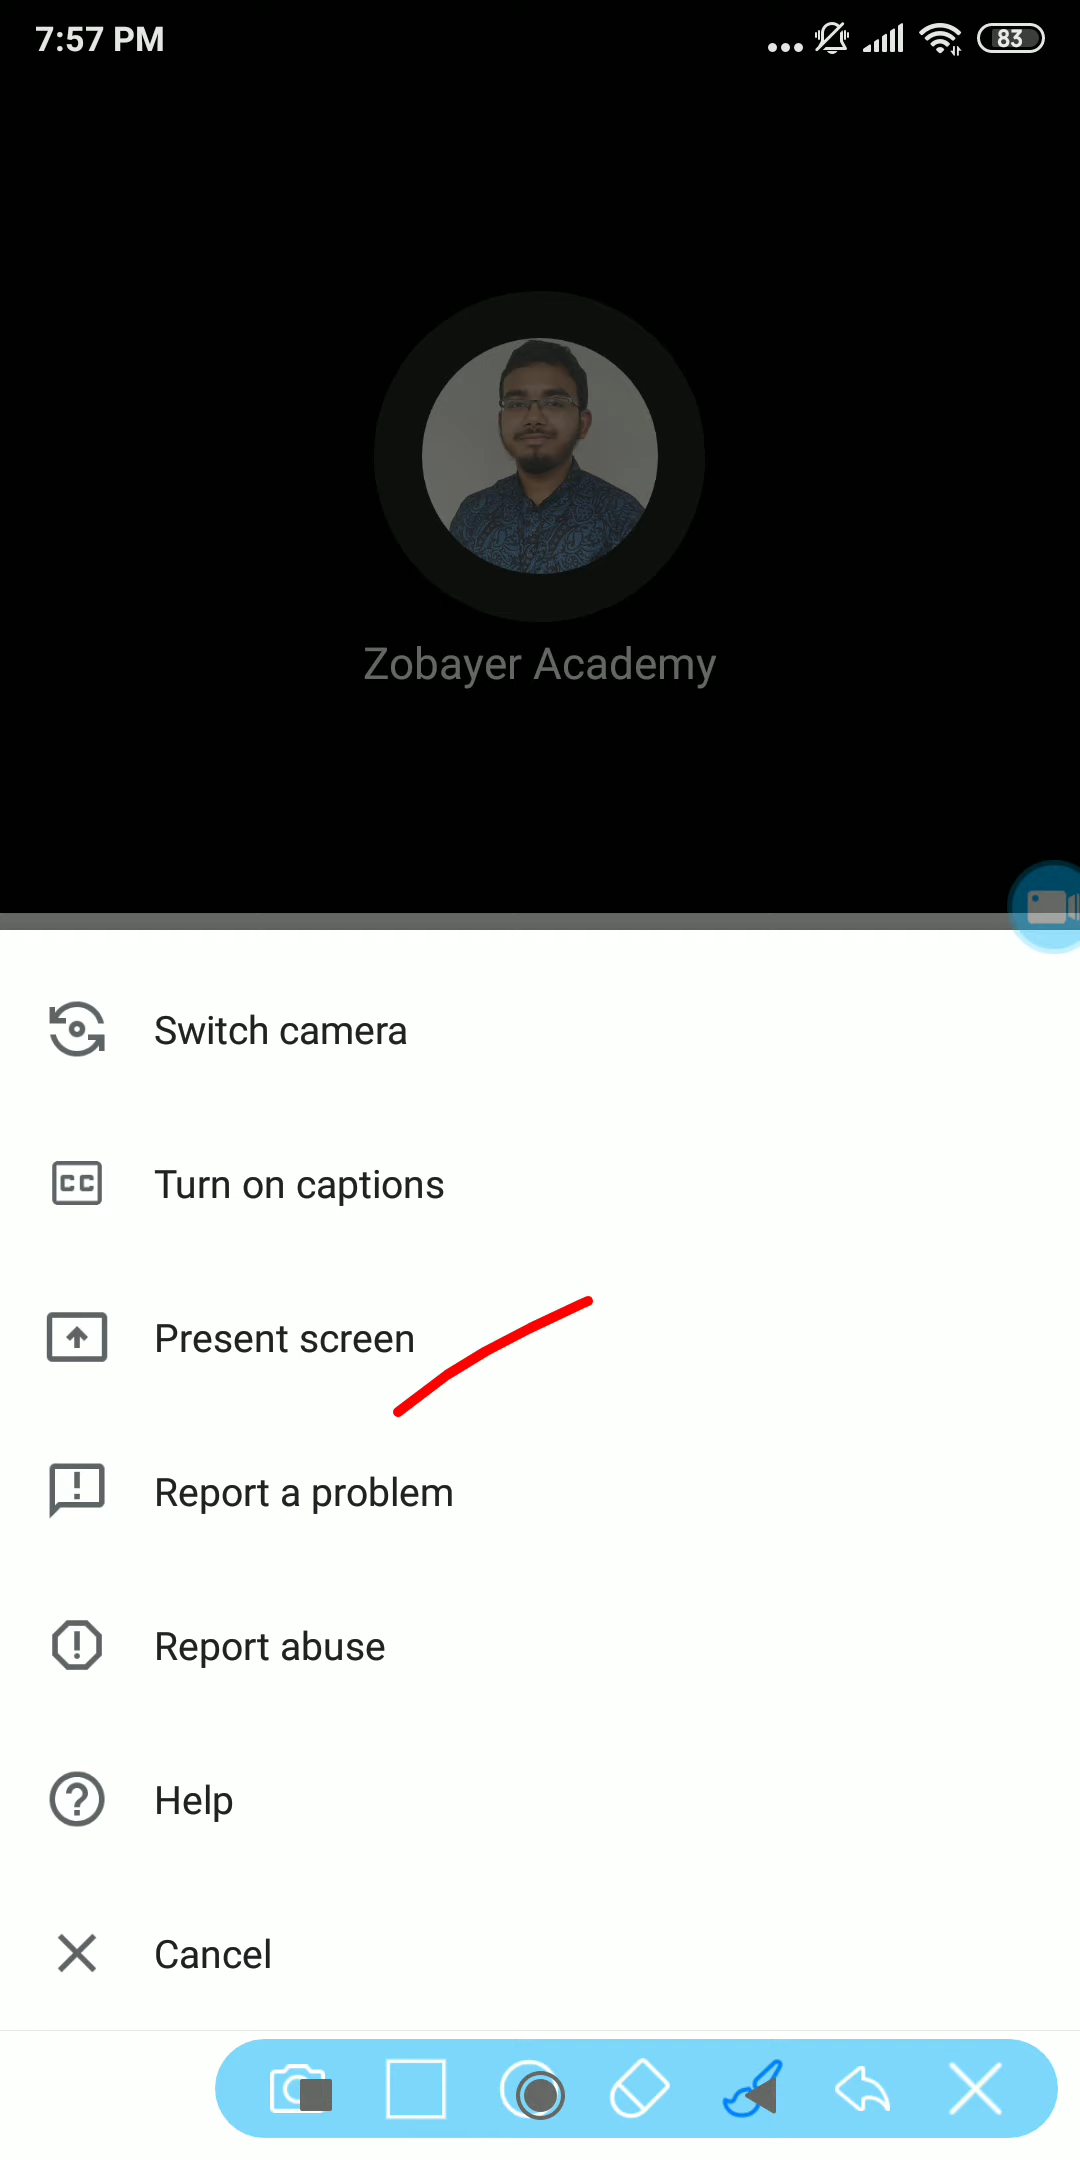 7:57 PM
83
Zobayer Academy
Switch camera
CC
Turn on captions
Present screen
Report a problem
Report abuse
Help
Cancel